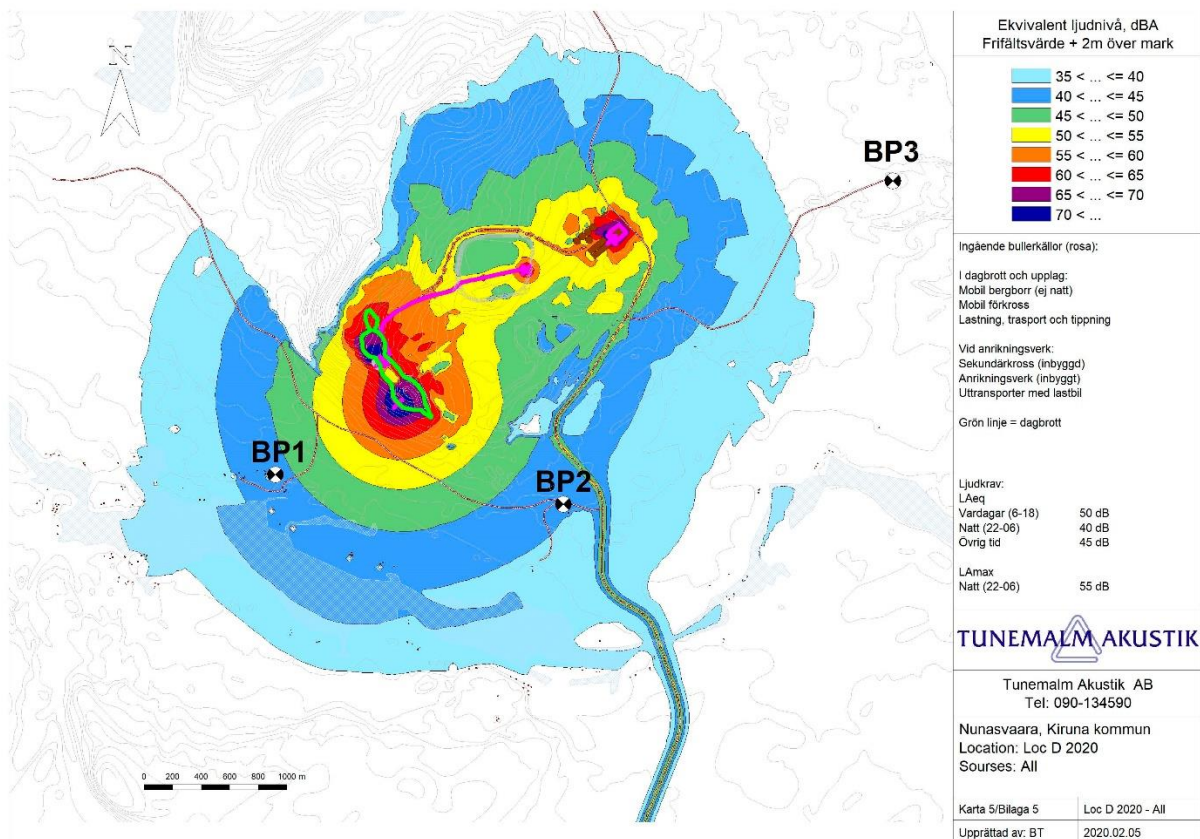 N
BP3
BP1
BP2
0 200 400 600 800 1000 m
Ekvivalent ljudnivå, dBA
Frifältsvärde + 2m över mark
35 < ... <= 40
40 < ... <= 45
45 < ... <= 50
50 < ... <= 55
55 < ... <= 60
60 < ... <= 65
65 < ... <= 70
70 < ...
Ingående bullerkällor (rosa):
I dagbrott och upplag:
Mobil bergborr (ej natt)
Mobil förkross
Lastning, trasport och tippning
Vid anrikningsverk:
Sekundärkross (inbyggd)
Anrikningsverk (inbyggt)
Uttransporter med lastbil
Grön linje = dagbrott
Ljudkrav:
LAeq
Vardagar (6-18) 50 dB
Natt (22-06) 40 dB
Övrig tid 45 dB
LAmax
Natt (22-06) 55 dB
TUNEMALM AKUSTIK
Tunemalm Akustik AB
Tel: 090-134590
Nunasvaara, Kiruna kommun
Location: Loc D 2020
Sourses: All
Karta 5/Bilaga 5 Loc D 2020 - All
Upprättad av: BT 2020.02.05